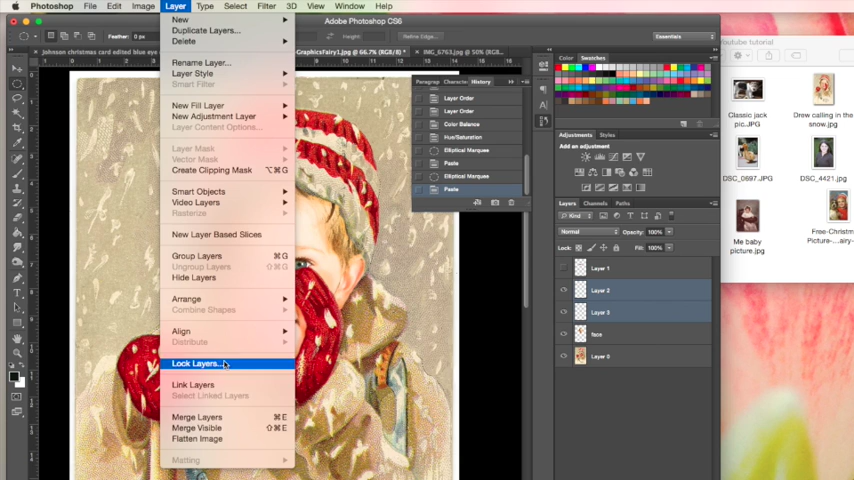 Photoshop File Edit Image Layer Type Select Filter 3D View Window Help
Adobe Photoshop CS6
Feather: 0 px
Refine Edge...
Essentials
johnson christmas card edited blue eye
GraphicsFairy1.jpg @ 66.7% (RGB/8) *
IMG_6763.jpg @ 50% (RGB/8...
New
Duplicate Layers...
Delete
Rename Layer...
Layer Style
Smart Filter
New Fill Layer
New Adjustment Layer
Layer Content Options...
Layer Mask
Vector Mask
Create Clipping Mask ⌥⌘G
Smart Objects
Video Layers
Rasterize
New Layer Based Slices
Group Layers ⌘G
Ungroup Layers ⇧⌘G
Hide Layers
Arrange
Combine Shapes
Align
Distribute
Lock Layers...
Link Layers
Select Linked Layers
Merge Layers ⌘E
Merge Visible ⇧⌘E
Flatten Image
Matting
Paragraph Character History
Layer Order
Layer Order
Color Balance
Hue/Saturation
Elliptical Marquee
Paste
Elliptical Marquee
Paste
Color Swatches
Adjustments Styles
Add an adjustment
Layers Channels Paths
Kind
Normal Opacity: 100%
Lock: Fill: 100%
Layer 1
Layer 2
Layer 3
face
Layer 0
Youtube tutorial
Classic jack
pic.JPG
Drew calling in the
snow.jpg
DSC_0697.JPG
DSC_4421.jpg
Me baby
picture.jpg
Free-Christm
Picture-...airy-